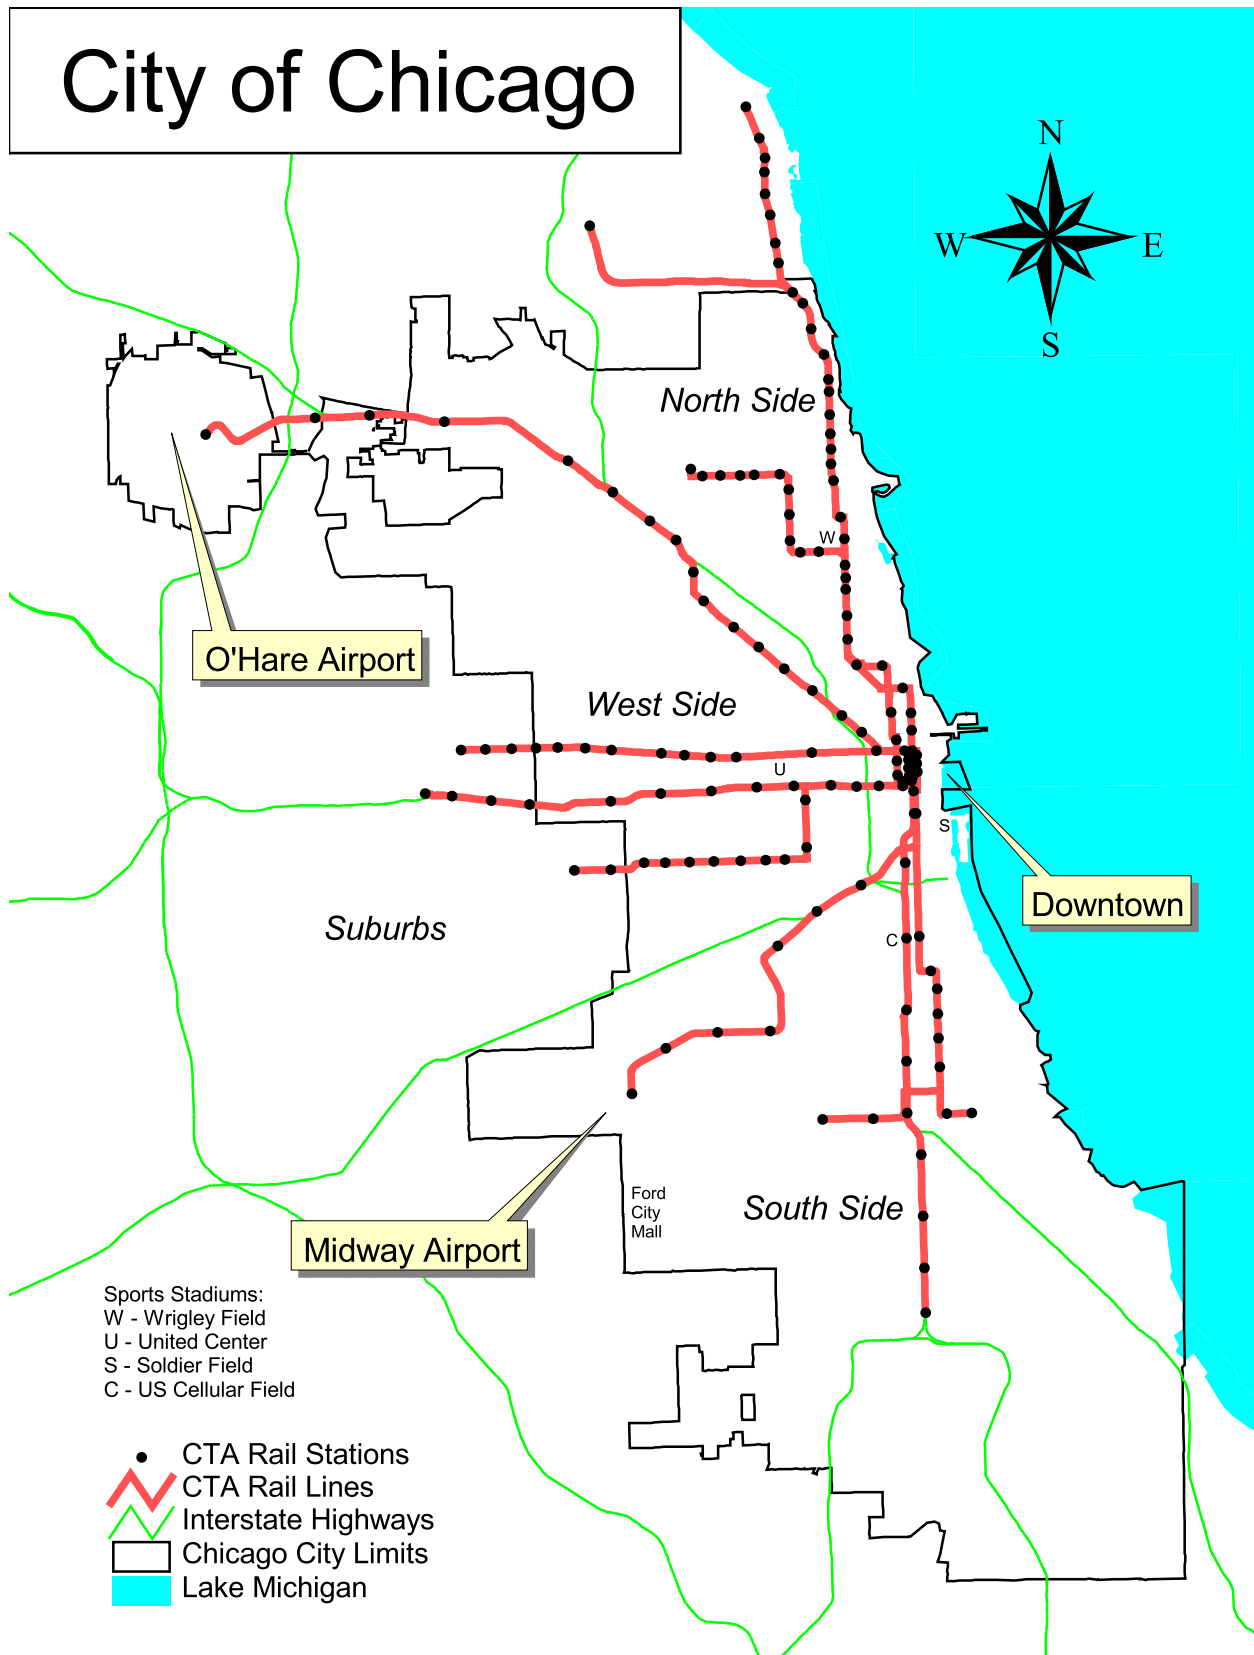 City of Chicago
N
W
E
S
North Side
W
O'Hare Airport
West Side
U
S
Downtown
Suburbs
C
Ford
City
Mall
South Side
Midway Airport
Sports Stadiums:
W - Wrigley Field
U - United Center
S - Soldier Field
C - US Cellular Field
CTA Rail Stations
CTA Rail Lines
Interstate Highways
Chicago City Limits
Lake Michigan